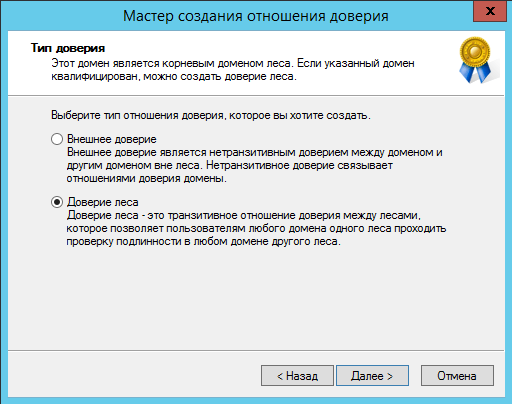 Мастер создания отношения доверия
x
Тип доверия
Этот домен является корневым доменом леса. Если указанный домен
квалифицирован, можно создать доверие леса.
Выберите тип отношения доверия, которое вы хотите создать.
Внешнее доверие
Внешнее доверие является нетранзитивным доверием между доменом и
другим доменом вне леса. Нетранзитивное доверие связывает
отношениями доверия домены.
Доверие леса
Доверие леса - это транзитивное отношение доверия между лесами,
которое позволяет пользователям любого домена одного леса проходить
проверку подлинности в любом домене другого леса.
< Назад
Далее >
Отмена